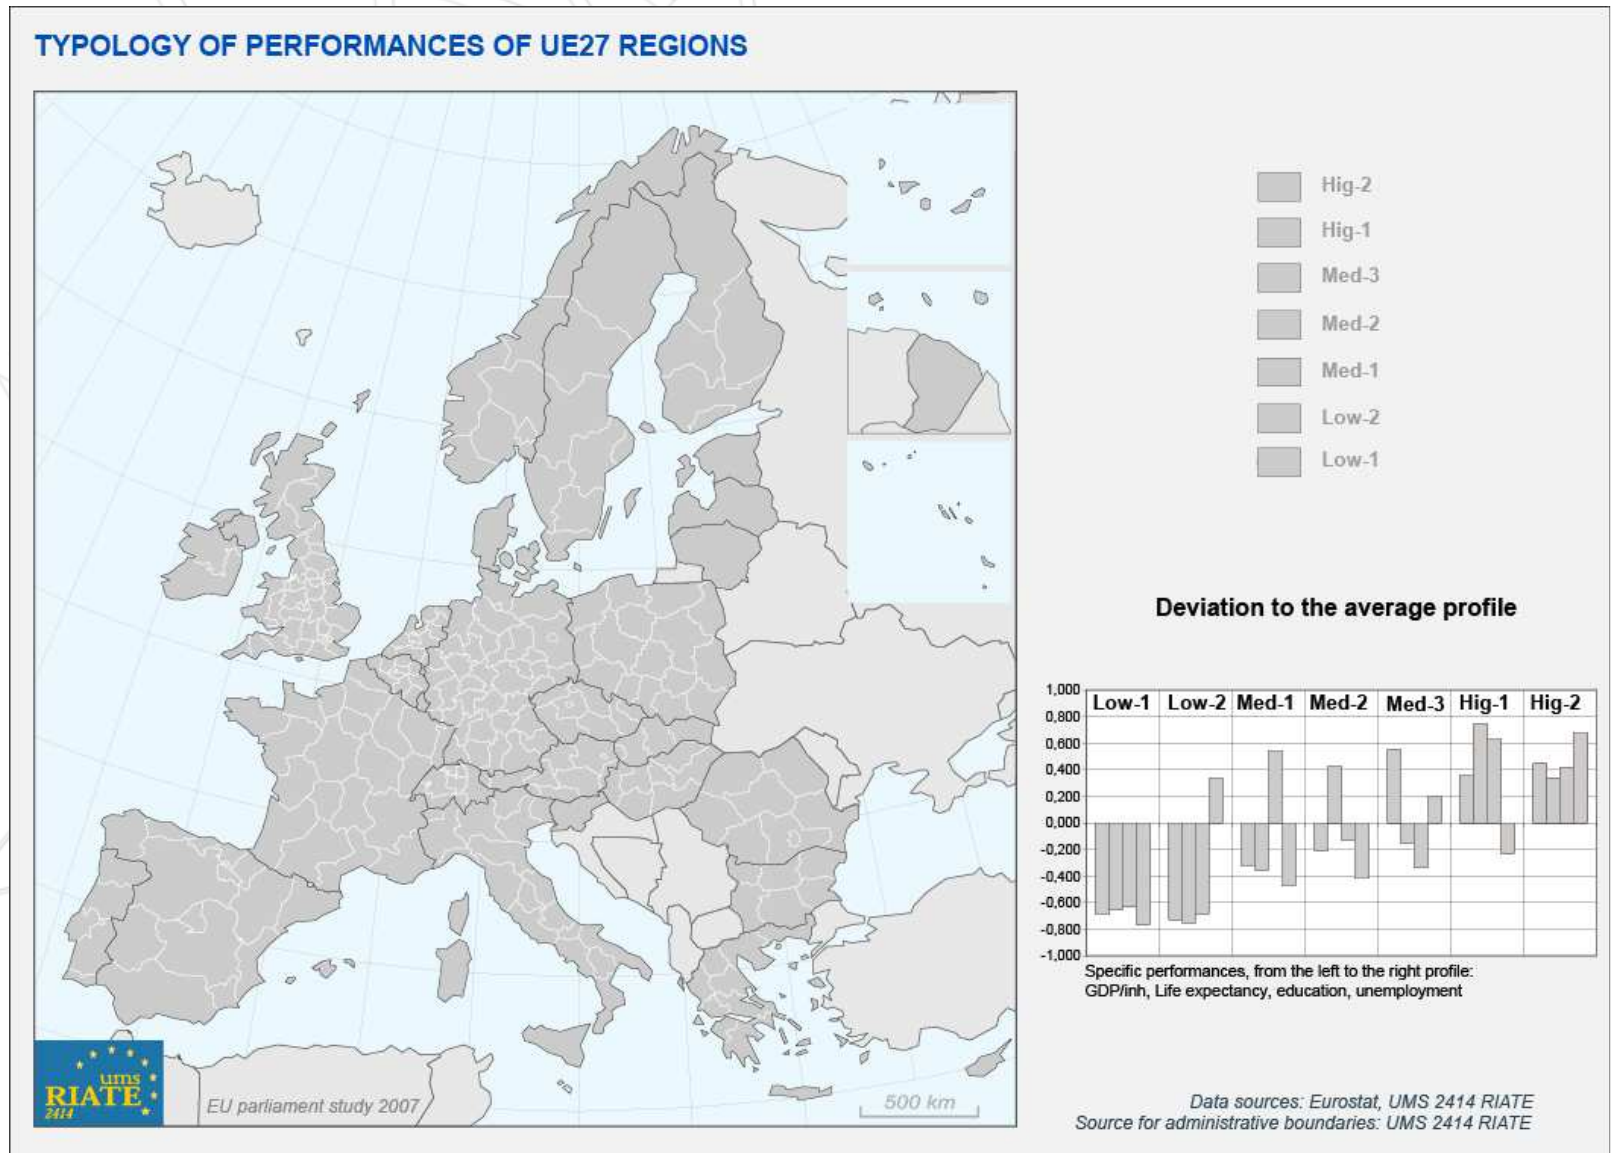 TYPOLOGY OF PERFORMANCES OF UE27 REGIONS
Hig-2
Hig-1
Med-3
Med-2
Med-1
Low-2
Low-1
Deviation to the average profile
1,000
0,800
0,600
0,400
0,200
0,000
-0,200
-0,400
-0,600
-0,800
-1,000
Low-1 Low-2 Med-1 Med-2 Med-3 Hig-1 Hig-2
Specific performances, from the left to the right profile:
GDP/inh, Life expectancy, education, unemployment
ums
RIATE
2414
EU parliament study 2007
500 km
Data sources: Eurostat, UMS 2414 RIATE
Source for administrative boundaries: UMS 2414 RIATE